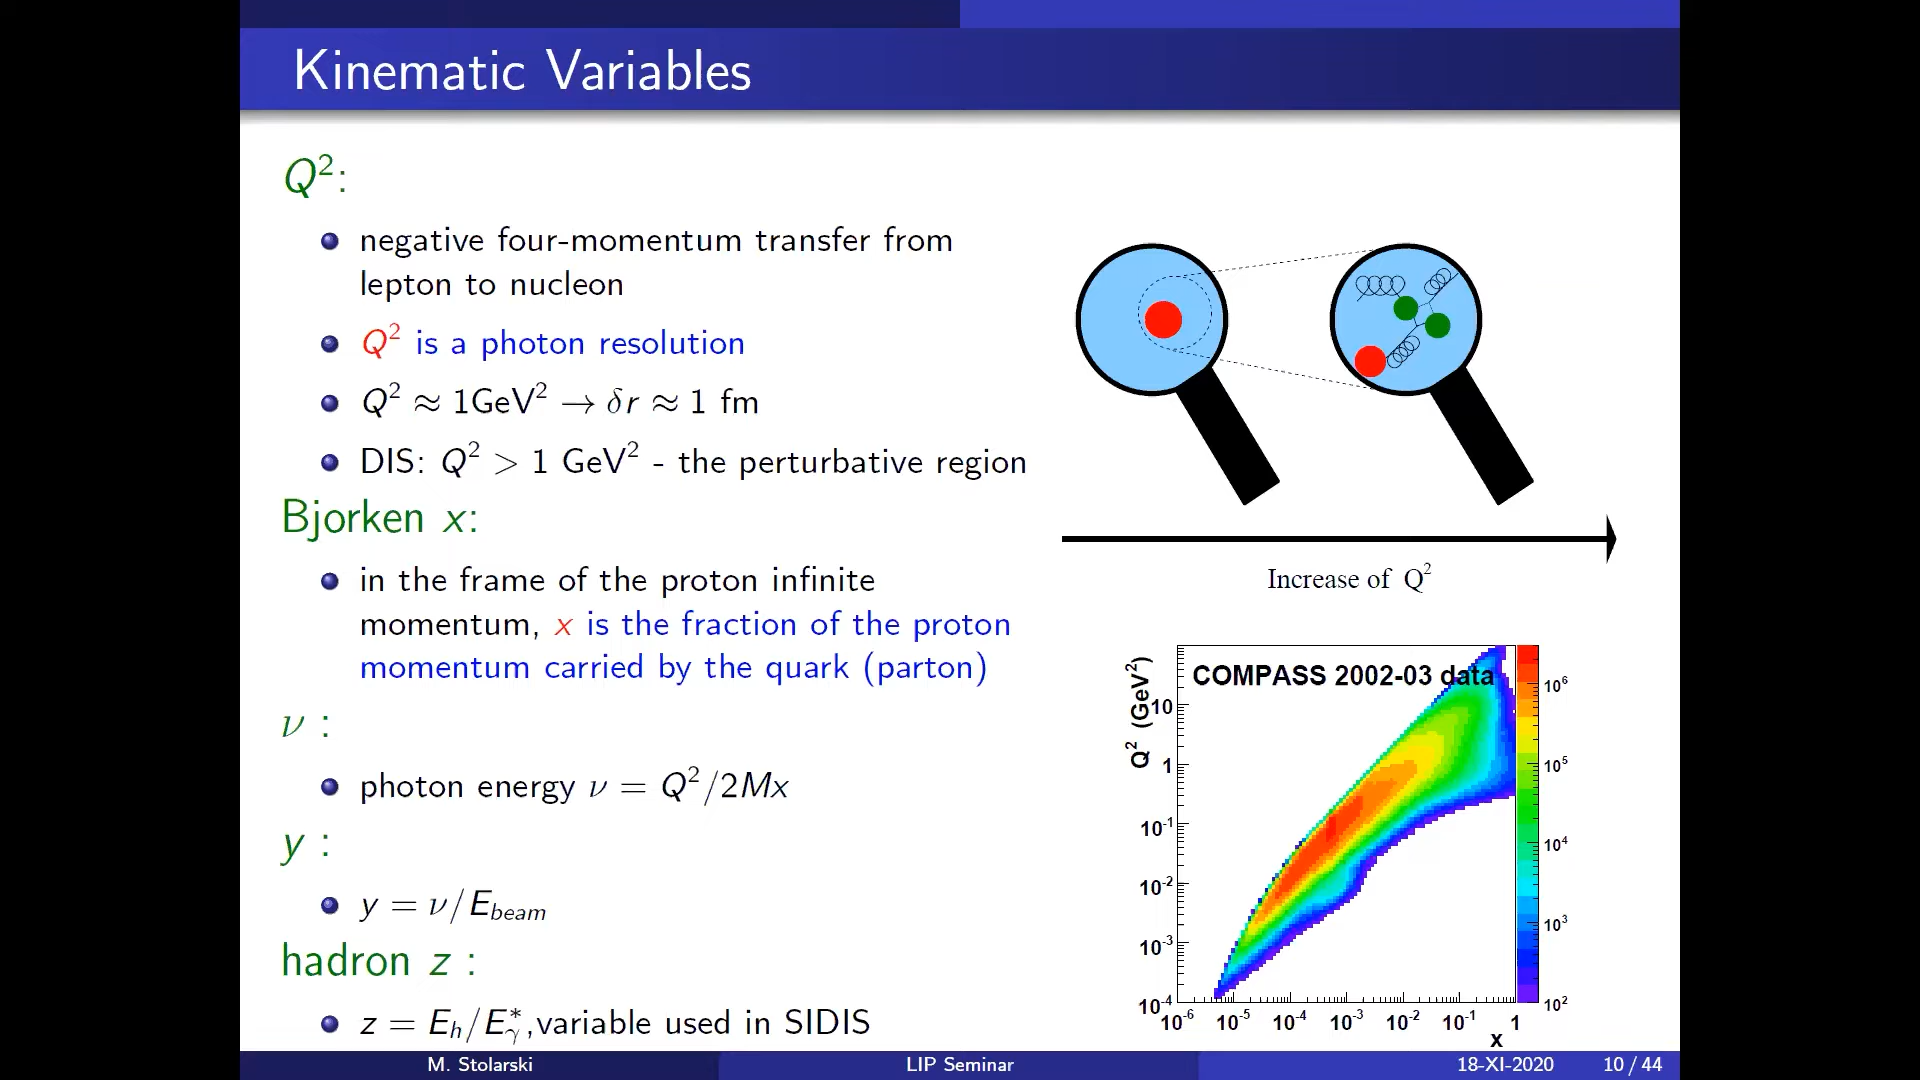 Kinematic Variables
Q²:
negative four-momentum transfer from
lepton to nucleon
Q² is a photon resolution
Q² ≈ 1GeV² → δr ≈ 1 fm
DIS: Q² > 1 GeV² - the perturbative region
Bjorken x:
in the frame of the proton infinite
momentum, x is the fraction of the proton
momentum carried by the quark (parton)
ν :
photon energy ν = Q²/2Mx
y :
y = ν/E_beam
hadron z :
z = E_h/E*_γ,variable used in SIDIS
Increase of Q²
COMPASS 2002-03 data
Q² (GeV²)
10
1
10⁻¹
10⁻²
10⁻³
10⁻⁴
10⁻⁶ 10⁻⁵ 10⁻⁴ 10⁻³ 10⁻² 10⁻¹ 1
x
10⁶
10⁵
10⁴
10³
10²
M. Stolarski LIP Seminar 18-XI-2020 10 / 44